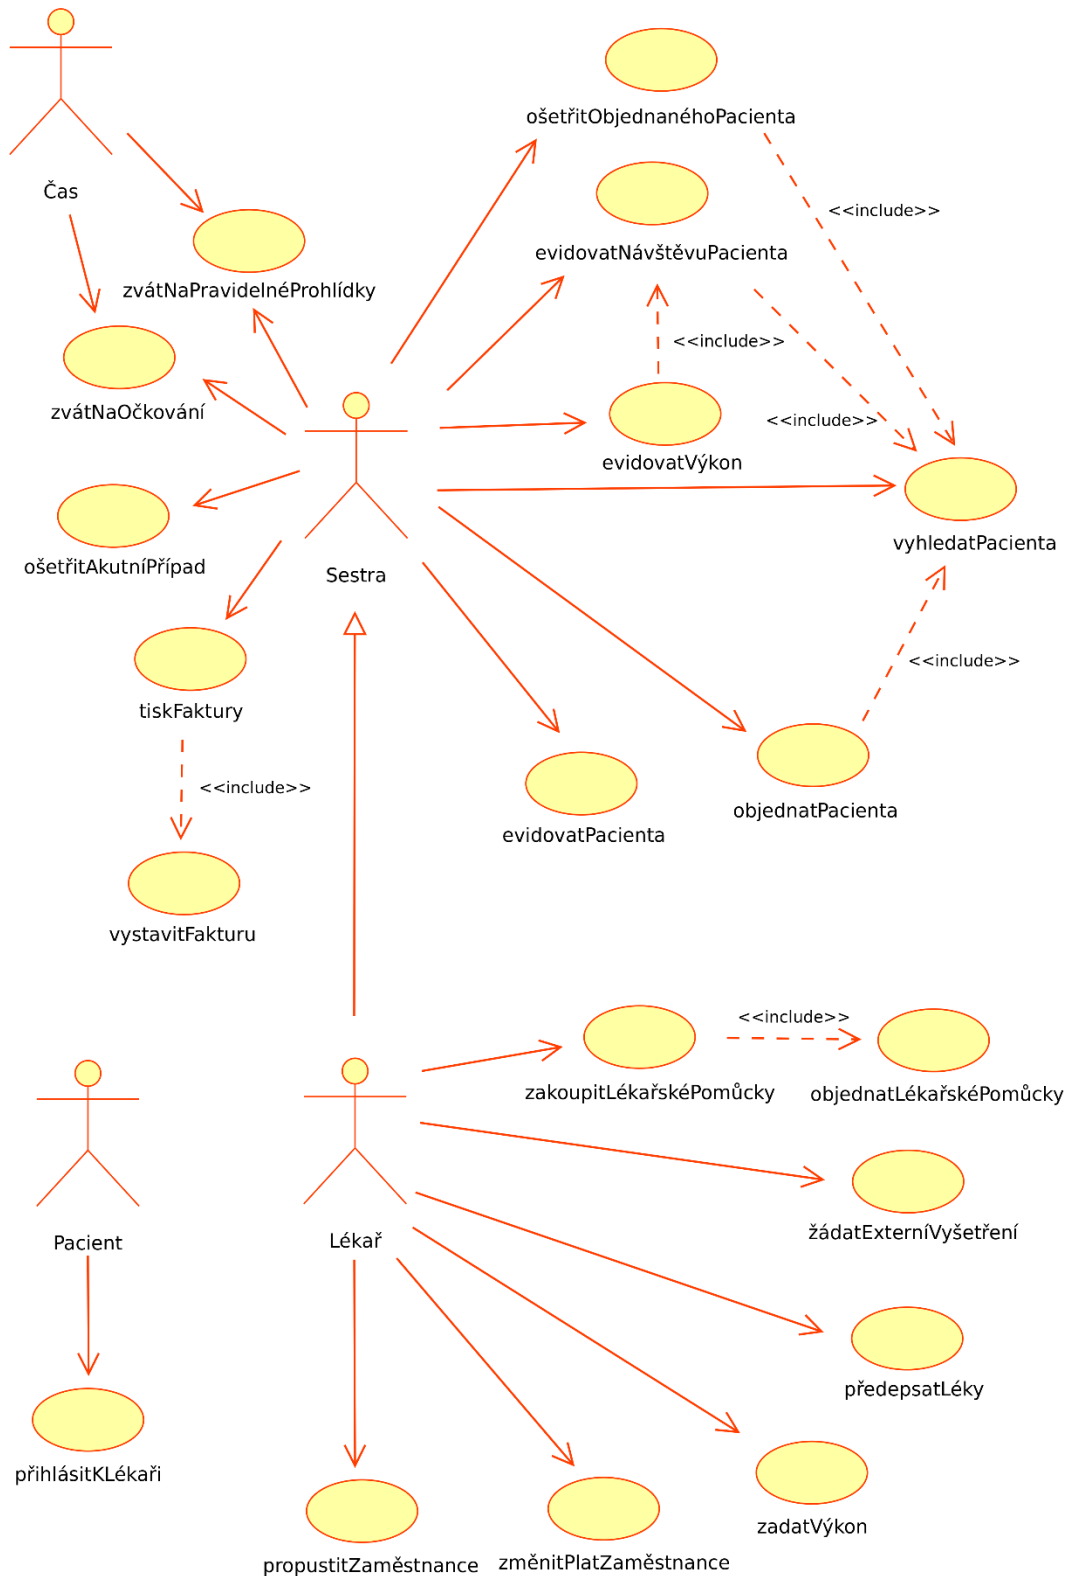 ošetřitObjednanéhoPacienta
Čas
<<include>>
evidovatNávštěvuPacienta
zvátNaPravidelnéProhlídky
<<include>>
zvátNaOčkování
<<include>>
evidovatVýkon
vyhledatPacienta
ošetřitAkutníPřípad
Sestra
<<include>>
tiskFaktury
<<include>>
objednatPacienta
evidovatPacienta
vystavitFakturu
<<include>>
zakoupitLékařsképomůcky
objednatLékařsképomůcky
žádatExterníVyšetření
Pacient
Lékař
předepsatLéky
přihlásitKLékaři
zadatVýkon
propustitZaměstnance
změnitPlatZaměstnance